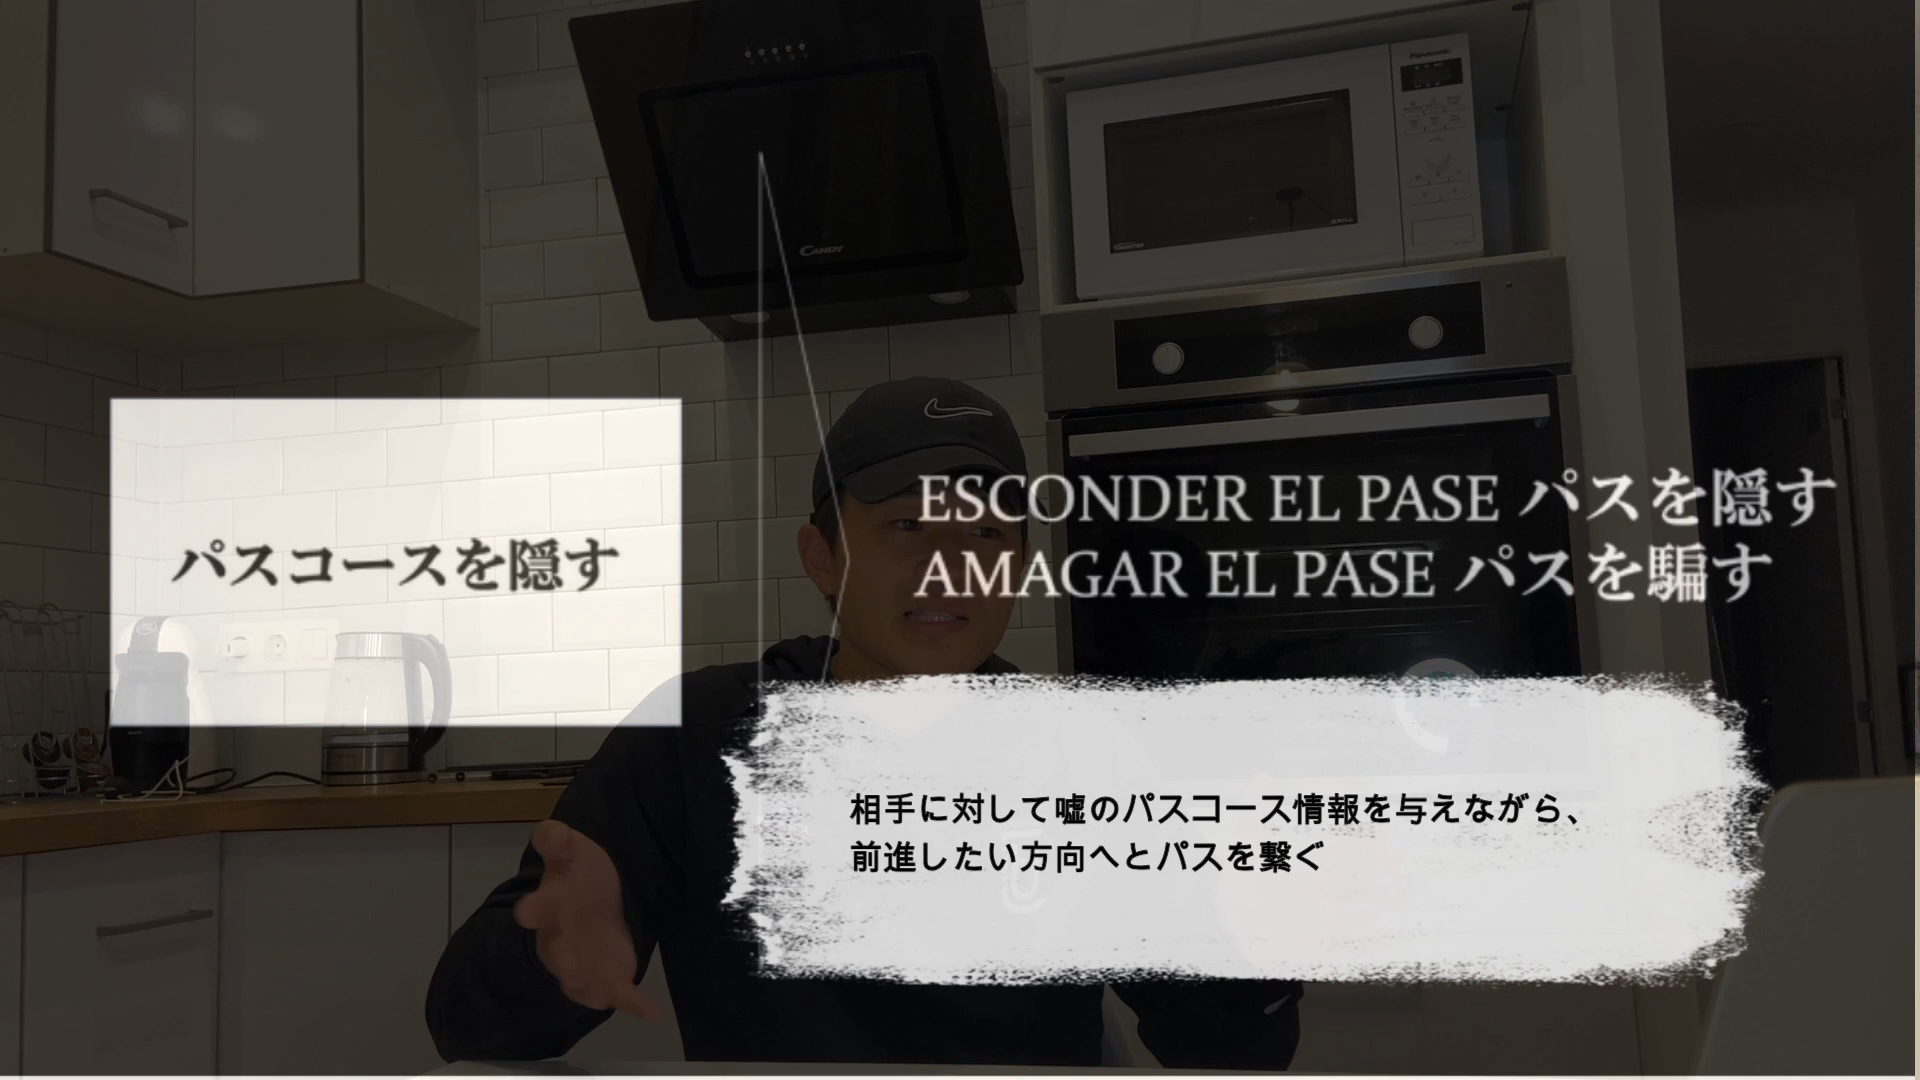 Panasonic
GRILL
CANDY
パスコースを隠す
ESCONDER EL PASE パスを隠す
AMAGAR EL PASE パスを騙す
相手に対して嘘のパスコース情報を与えながら、
前進したい方向へとパスを繋ぐ